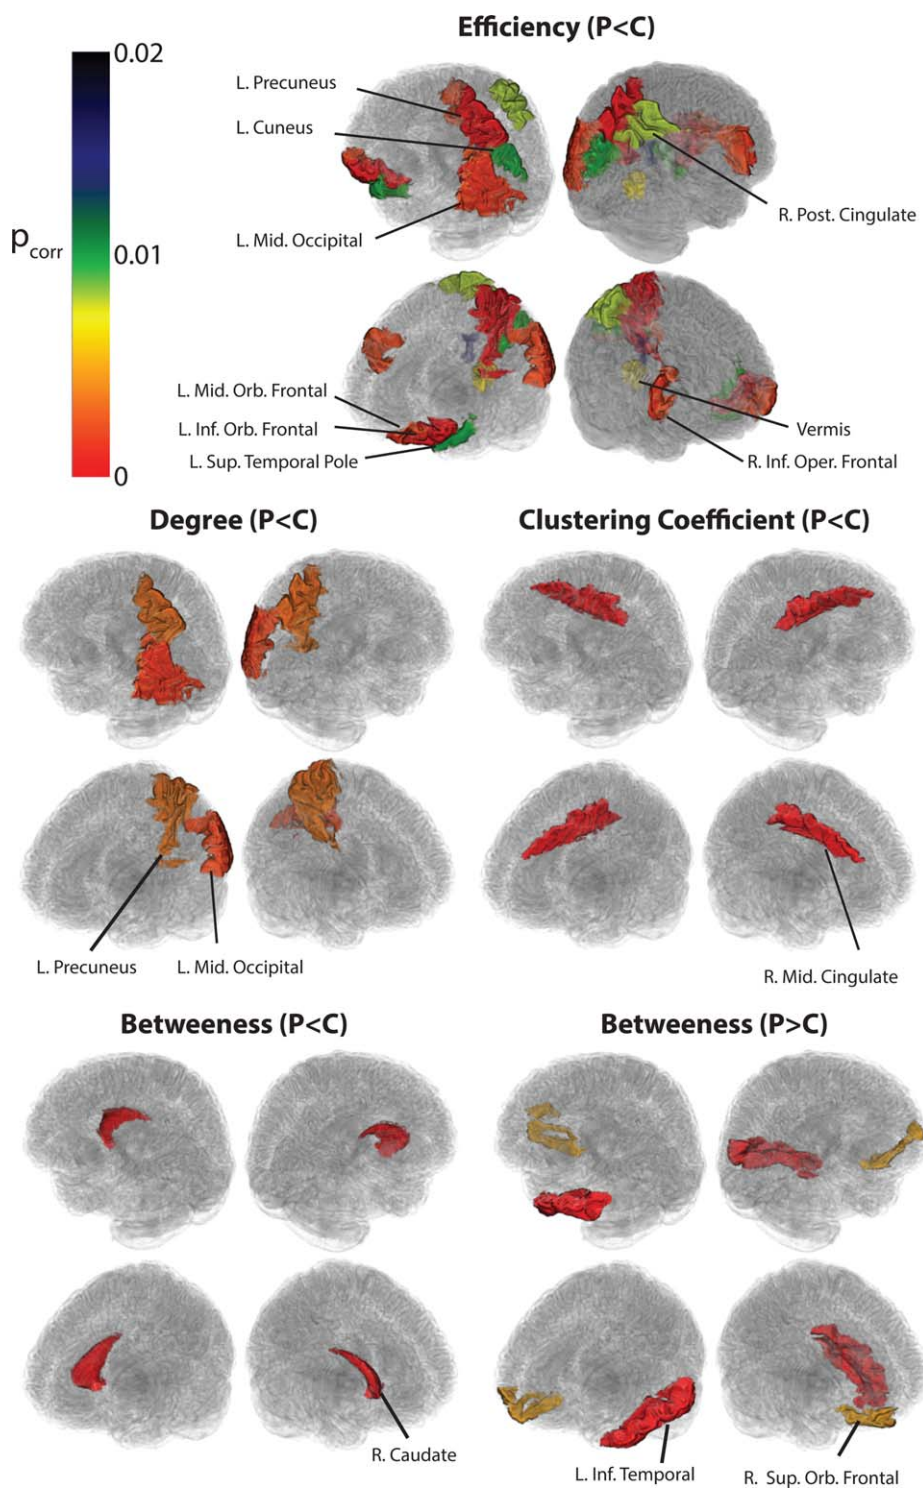 Efficiency (P<C)
0.02
L. Precuneus
L. Cuneus
R. Post. Cingulate
L. Mid. Occipital
p corr
0.01
L. Mid. Orb. Frontal
L. Inf. Orb. Frontal
Vermis
L. Sup. Temporal Pole
R. Inf. Oper. Frontal
0
Degree (P<C)
Clustering Coefficient (P<C)
L. Precuneus
L. Mid. Occipital
R. Mid. Cingulate
Betweeness (P<C)
Betweeness (P>C)
R. Caudate
L. Inf. Temporal
R. Sup. Orb. Frontal